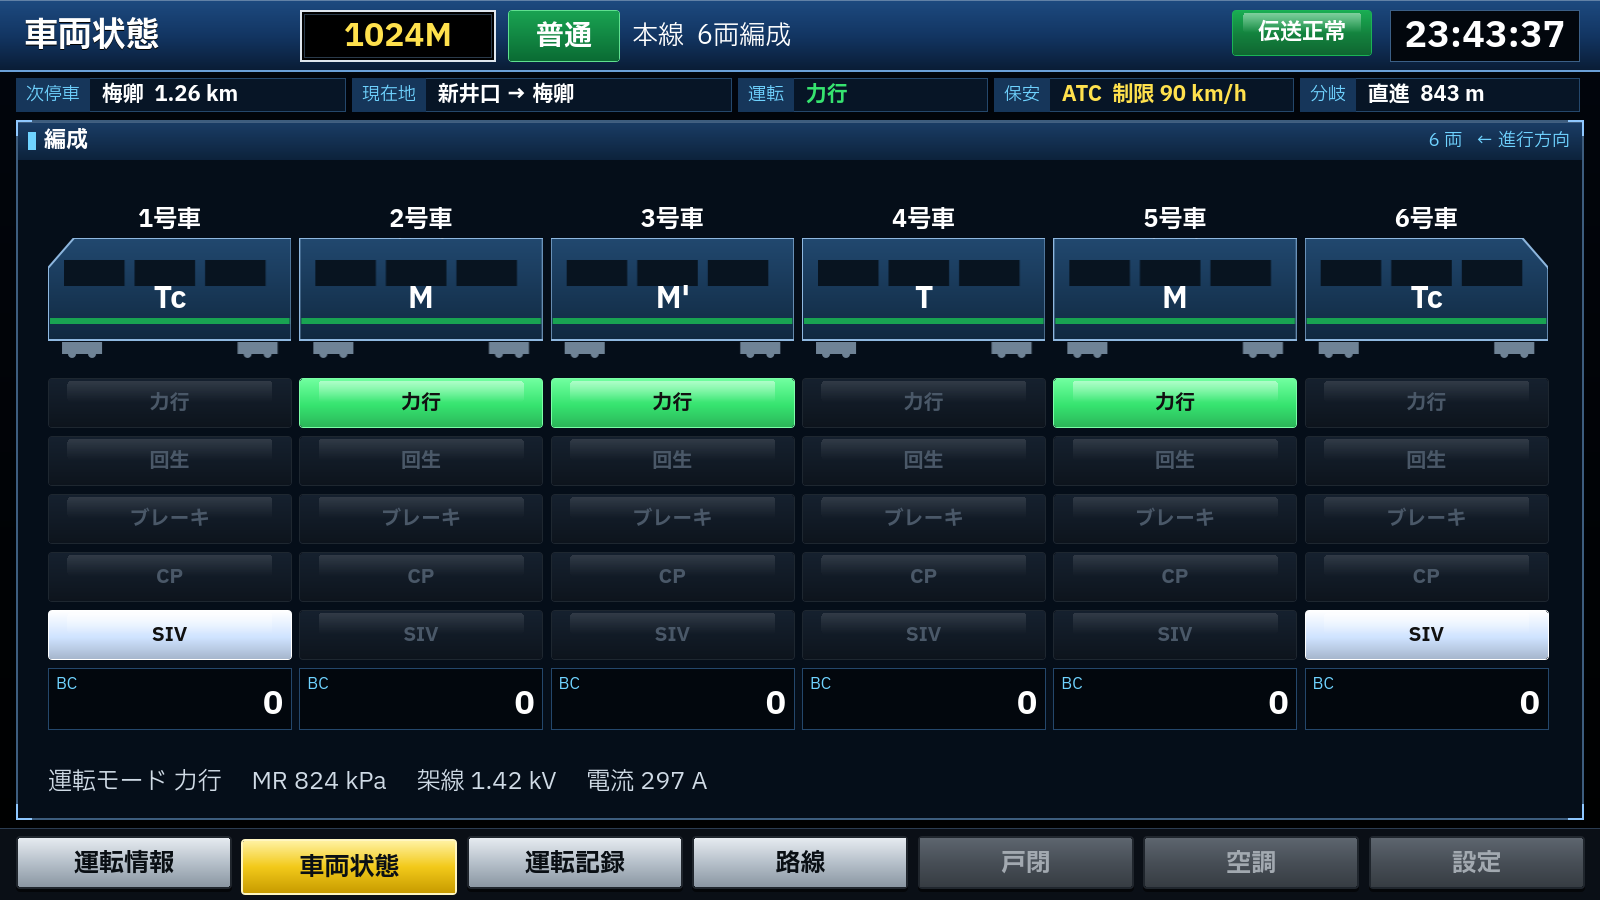 車両状態 1024M 普通 本線 6両編成 伝送正常 23:43:37
次停車 梅卿 1.26 km 現在地 新井口 → 梅卿 運転 力行 保安 ATC 制限 90 km/h 分岐 直進 843 m
編成 6 両 ← 進行方向
1号車 2号車 3号車 4号車 5号車 6号車
Tc M M' T M Tc
力行 力行 力行 力行 力行 力行
回生 回生 回生 回生 回生 回生
ブレーキ ブレーキ ブレーキ ブレーキ ブレーキ ブレーキ
CP CP CP CP CP CP
SIV SIV SIV SIV SIV SIV
BC 0 BC 0 BC 0 BC 0 BC 0 BC 0
運転モード 力行 MR 824 kPa 架線 1.42 kV 電流 297 A
運転情報 車両状態 運転記録 路線 戸閉 空調 設定